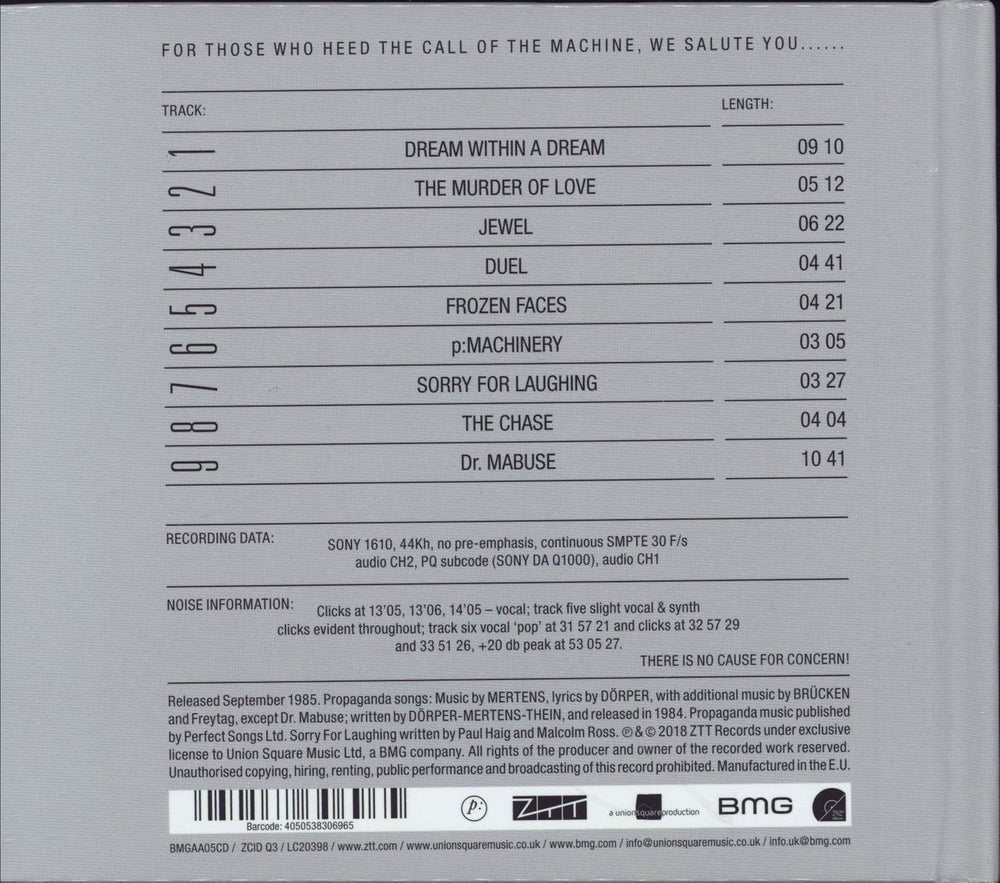 FOR THOSE WHO HEED THE CALL OF THE MACHINE, WE SALUTE YOU......
TRACK: LENGTH:
1 DREAM WITHIN A DREAM 09 10
2 THE MURDER OF LOVE 05 12
3 JEWEL 06 22
4 DUEL 04 41
5 FROZEN FACES 04 21
6 p:MACHINERY 03 05
7 SORRY FOR LAUGHING 03 27
8 THE CHASE 04 04
9 Dr. MABUSE 10 41
RECORDING DATA: SONY 1610, 44Kh, no pre-emphasis, continuous SMPTE 30 F/s
audio CH2, PQ subcode (SONY DA Q1000), audio CH1
NOISE INFORMATION: Clicks at 13'05, 13'06, 14'05 – vocal; track five slight vocal & synth
clicks evident throughout; track six vocal 'pop' at 31 57 21 and clicks at 32 57 29
and 33 51 26, +20 db peak at 53 05 27.
THERE IS NO CAUSE FOR CONCERN!
Released September 1985. Propaganda songs: Music by MERTENS, lyrics by DÖRPER, with additional music by BRÜCKEN
and Freytag, except Dr. Mabuse; written by DÖRPER-MERTENS-THEIN, and released in 1984. Propaganda music published
by Perfect Songs Ltd. Sorry For Laughing written by Paul Haig and Malcolm Ross. ℗ & © 2018 ZTT Records under exclusive
license to Union Square Music Ltd, a BMG company. All rights of the producer and owner of the recorded work reserved.
Unauthorised copying, hiring, renting, public performance and broadcasting of this record prohibited. Manufactured in the E.U.
Barcode: 4050538306965
p: ZTT a unionsquareproduction BMG
BMGAA05CD / ZCID Q3 / LC20398 / www.ztt.com / www.unionsquaremusic.co.uk / www.bmg.com / info@unionsquaremusic.co.uk / info.uk@bmg.com